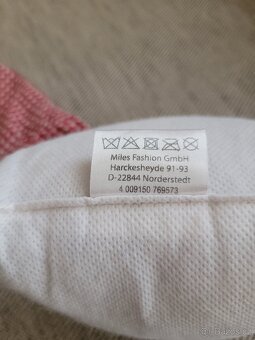 Miles Fashion GmbH
Harckesheyde 91-93
D-22844 Norderstedt
4 009150 769573